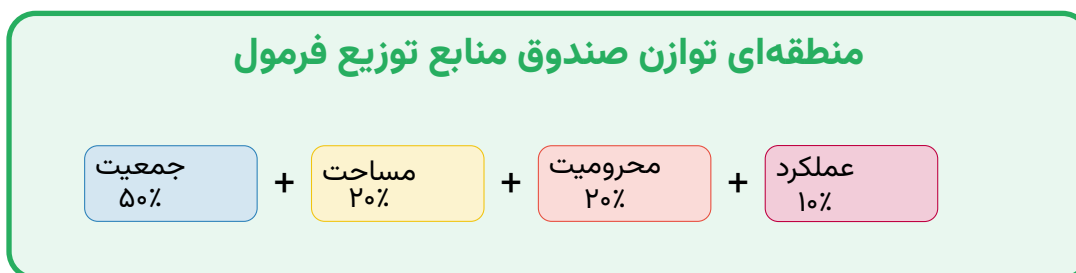 منطقه‌ای توازن صندوق منابع توزیع فرمول
عملکرد
۱۰٪
+
محرومیت
۲۰٪
+
مساحت
۲۰٪
+
جمعیت
۵۰٪